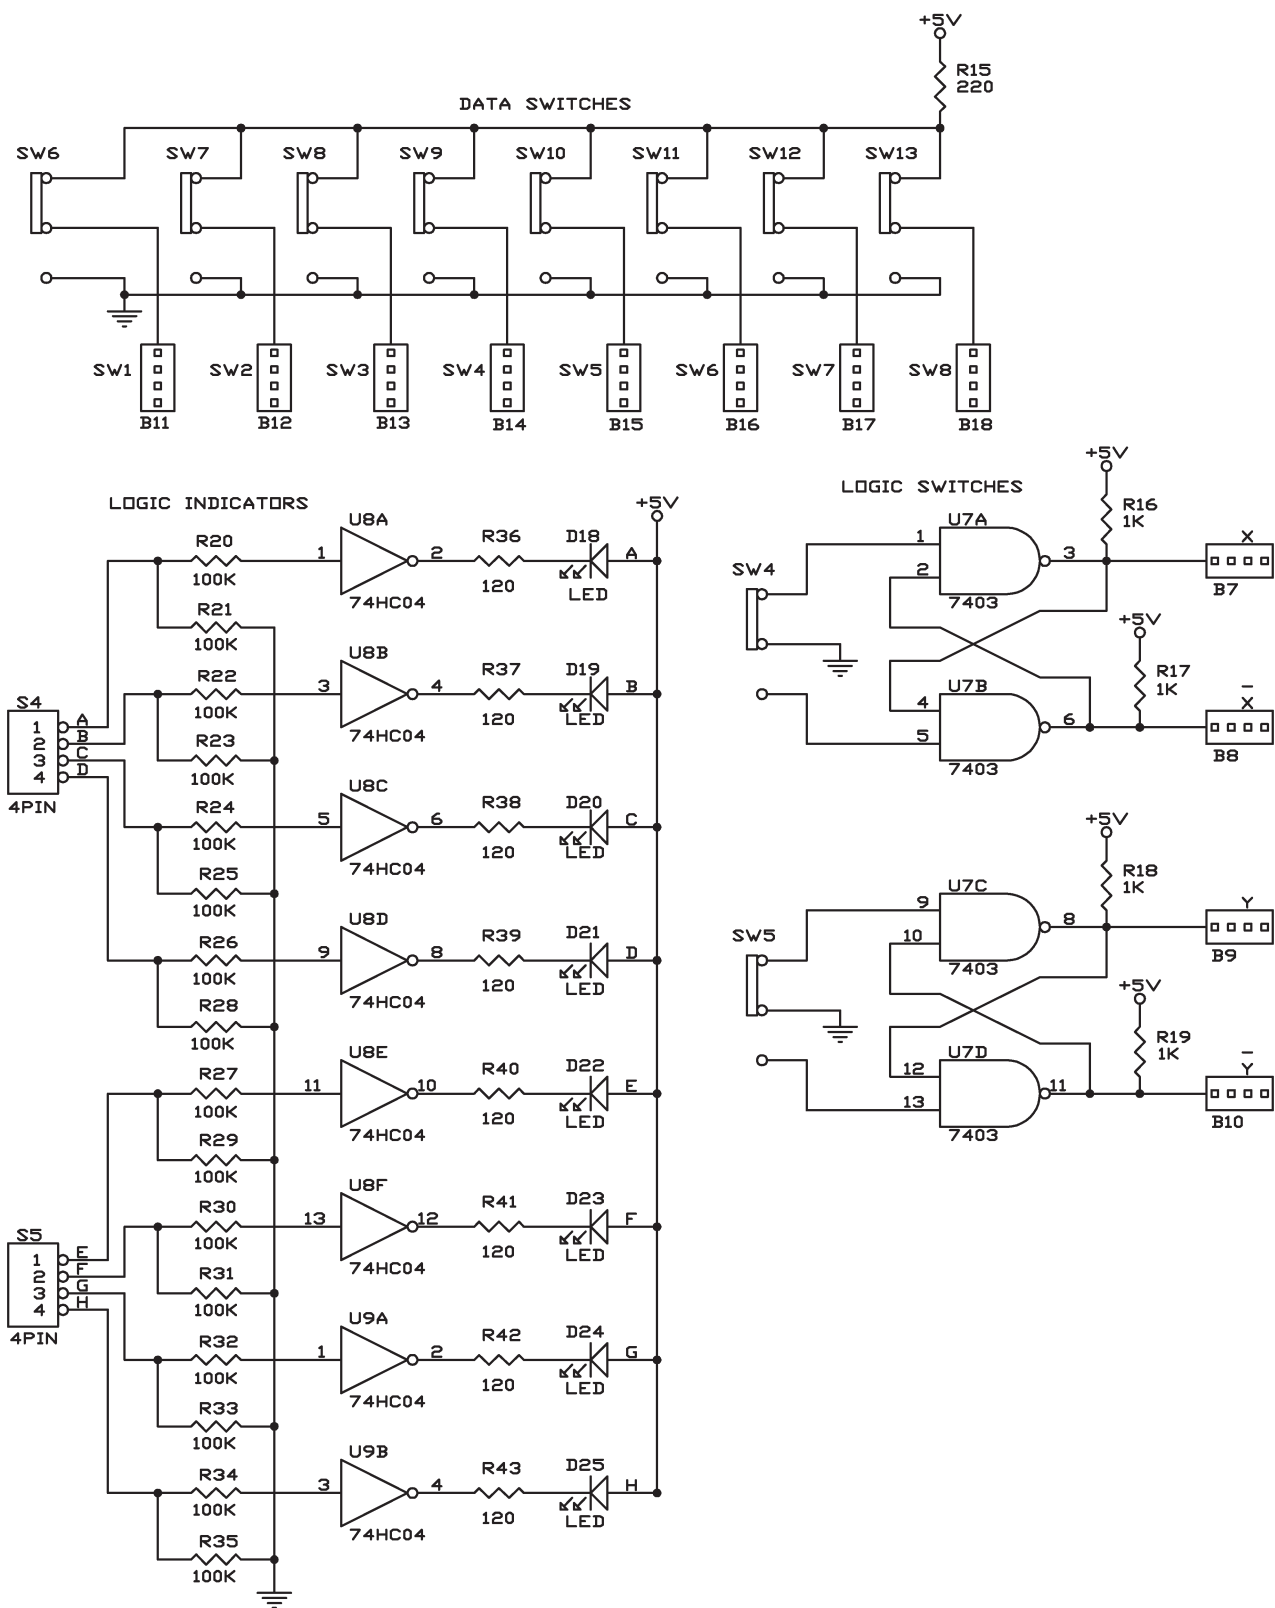 +5V
R15
220
DATA SWITCHES
SW6 SW7 SW8 SW9 SW10 SW11 SW12 SW13
SW1 SW2 SW3 SW4 SW5 SW6 SW7 SW8
B11 B12 B13 B14 B15 B16 B17 B18
LOGIC INDICATORS
+5V
R20
100K
1
U8A
2
74HC04
R36
120
D18
LED
A
R21
100K
R22
100K
3
U8B
4
74HC04
R37
120
D19
LED
B
S4
1 A
2 B
3 C
4 D
4PIN
R23
100K
R24
100K
5
U8C
6
74HC04
R38
120
D20
LED
C
R25
100K
R26
100K
9
U8D
8
74HC04
R39
120
D21
LED
D
R28
100K
R27
100K
11
U8E
10
74HC04
R40
120
D22
LED
E
R29
100K
R30
100K
13
U8F
12
74HC04
R41
120
D23
LED
F
S5
1 E
2 F
3 G
4 H
4PIN
R31
100K
R32
100K
1
U9A
2
74HC04
R42
120
D24
LED
G
R33
100K
R34
100K
3
U9B
4
74HC04
R43
120
D25
LED
H
R35
100K
LOGIC SWITCHES
+5V
R16
1K
SW4
U7A
1
2
3
7403
X
B7
+5V
R17
1K
U7B
4
5
6
7403
X̅
B8
+5V
R18
1K
SW5
U7C
9
10
8
7403
Y
B9
+5V
R19
1K
U7D
12
13
11
7403
Y̅
B10